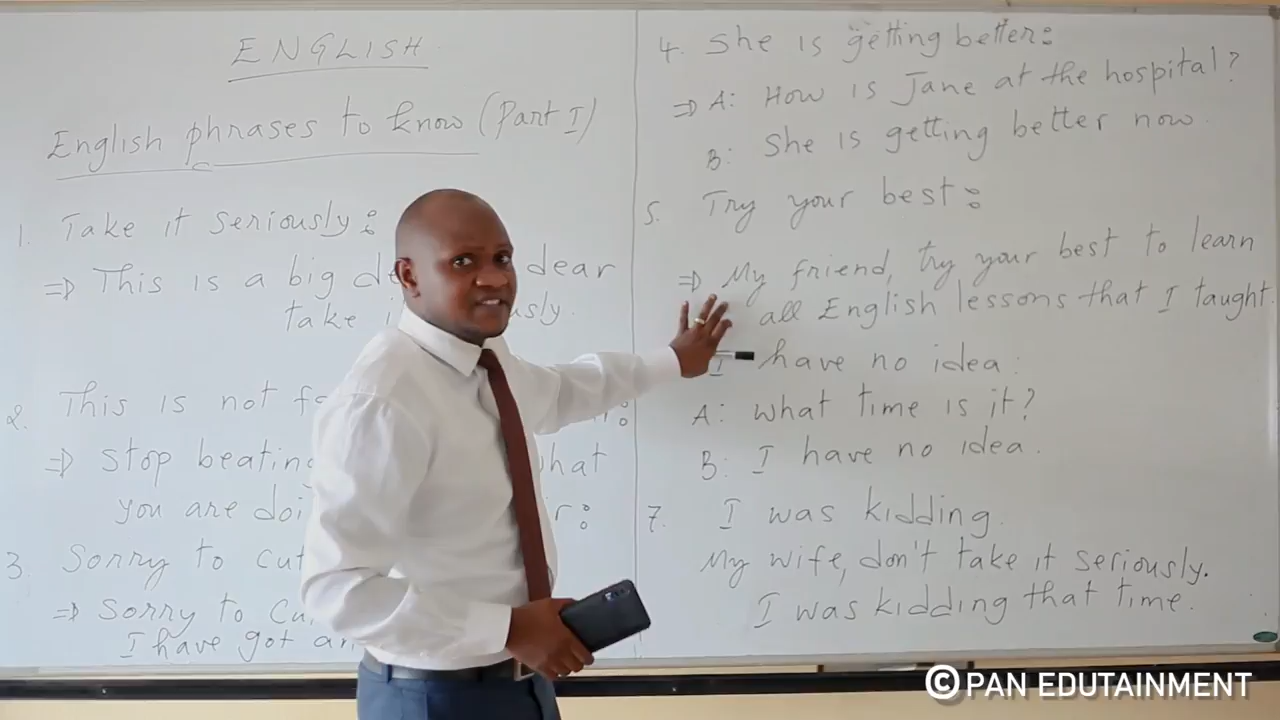 ENGLISH
English phrases to know (Part I)
1. Take it seriously:
⇒ This is a big dear
take
2. This is not
⇒ Stop beating what
you are
3. Sorry to
⇒ Sorry to
I have got
4. She is getting better:
⇒ A: How is Jane at the hospital?
B: She is getting better now.
5. Try your best:
⇒ My friend, try your best to learn
all English lessons that I taught.
I have no idea:
A: what time is it?
B: I have no idea.
7. I was kidding.
My wife, don't take it seriously.
I was kidding that time.
© PAN EDUTAINMENT